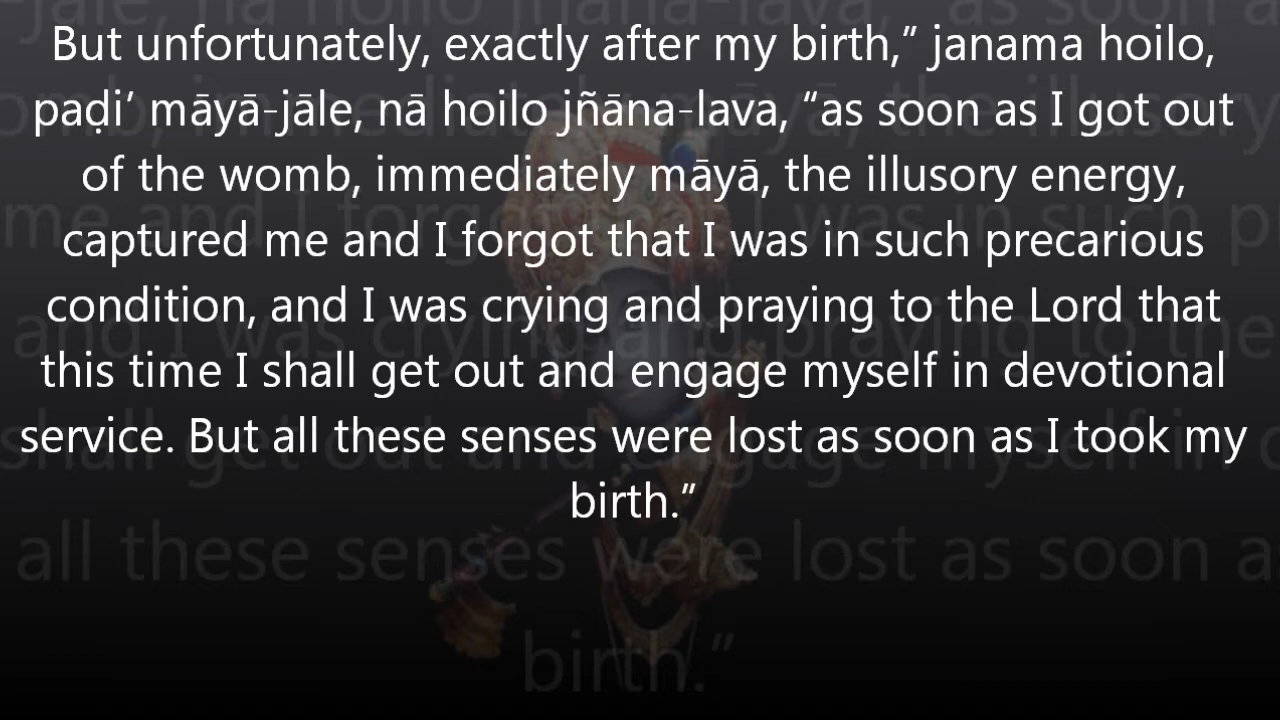 But unfortunately, exactly after my birth,” janama hoilo,
paḍi’ māyā-jāle, nā hoilo jñāna-lava, “as soon as I got out
of the womb, immediately māyā, the illusory energy,
captured me and I forgot that I was in such precarious
condition, and I was crying and praying to the Lord that
this time I shall get out and engage myself in devotional
service. But all these senses were lost as soon as I took my
birth.”